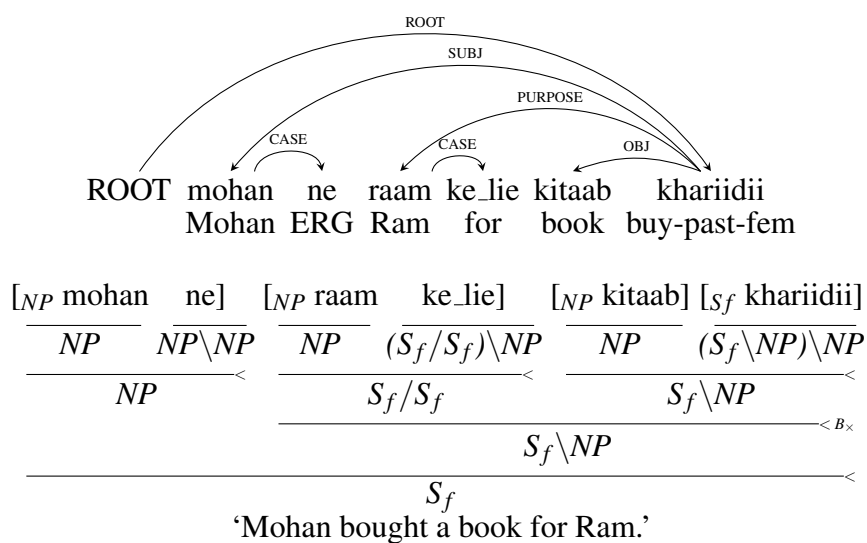 ROOT
SUBJ
PURPOSE
CASE CASE OBJ
ROOT mohan ne raam ke_lie kitaab khariidii
Mohan ERG Ram for book buy-past-fem
[NP mohan ne] [NP raam ke_lie] [NP kitaab] [Sf khariidii]
NP NP\NP NP (Sf/Sf)\NP NP (Sf\NP)\NP
< < <
NP Sf/Sf Sf\NP
< B×
Sf\NP
<
Sf
‘Mohan bought a book for Ram.’